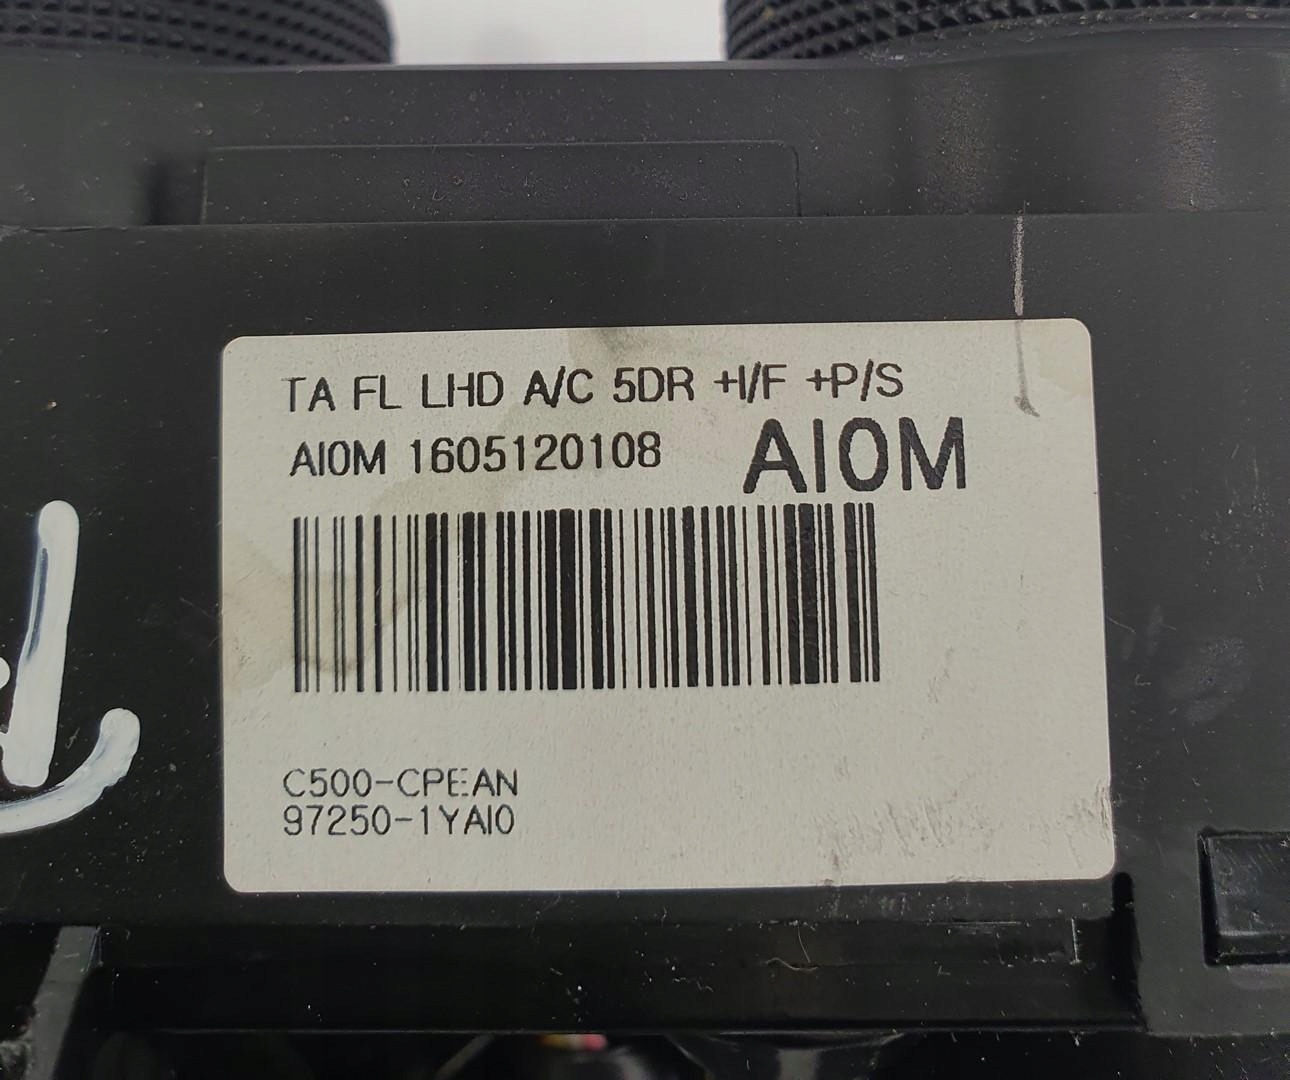 TA FL LHD A/C 5DR +I/F +P/S
AI0M 1605120108
AI0M
C500-CPEAN
97250-1YAI0